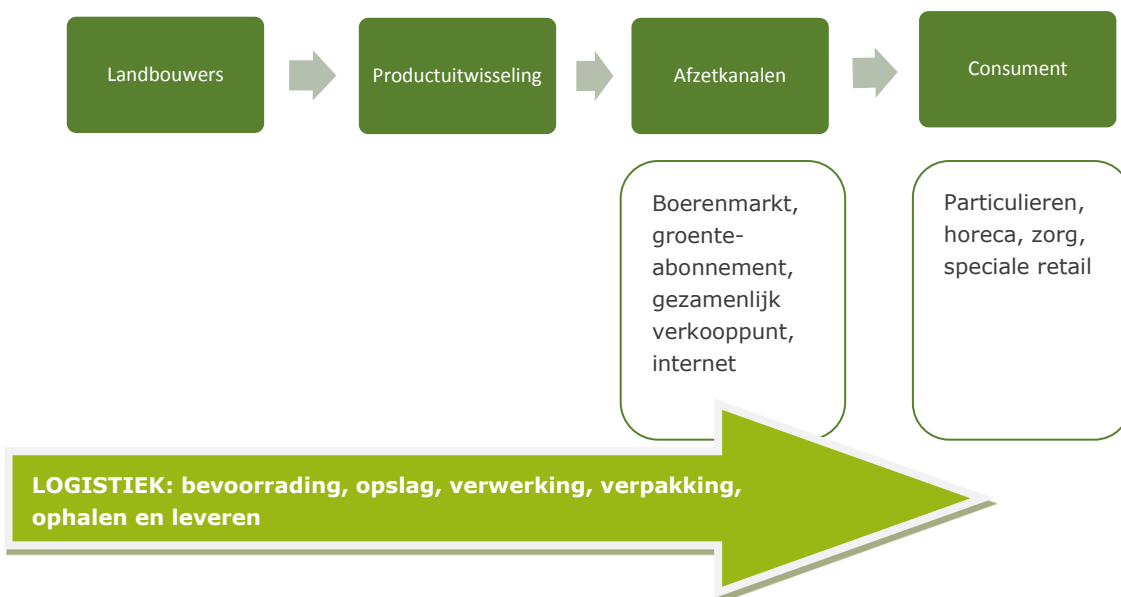 Landbouwers
Productuitwisseling
Afzetkanalen
Consument
Boerenmarkt,
groente-
abonnement,
gezamenlijk
verkooppunt,
internet
Particulieren,
horeca, zorg,
speciale retail
LOGISTIEK: bevoorrading, opslag, verwerking, verpakking,
ophalen en leveren